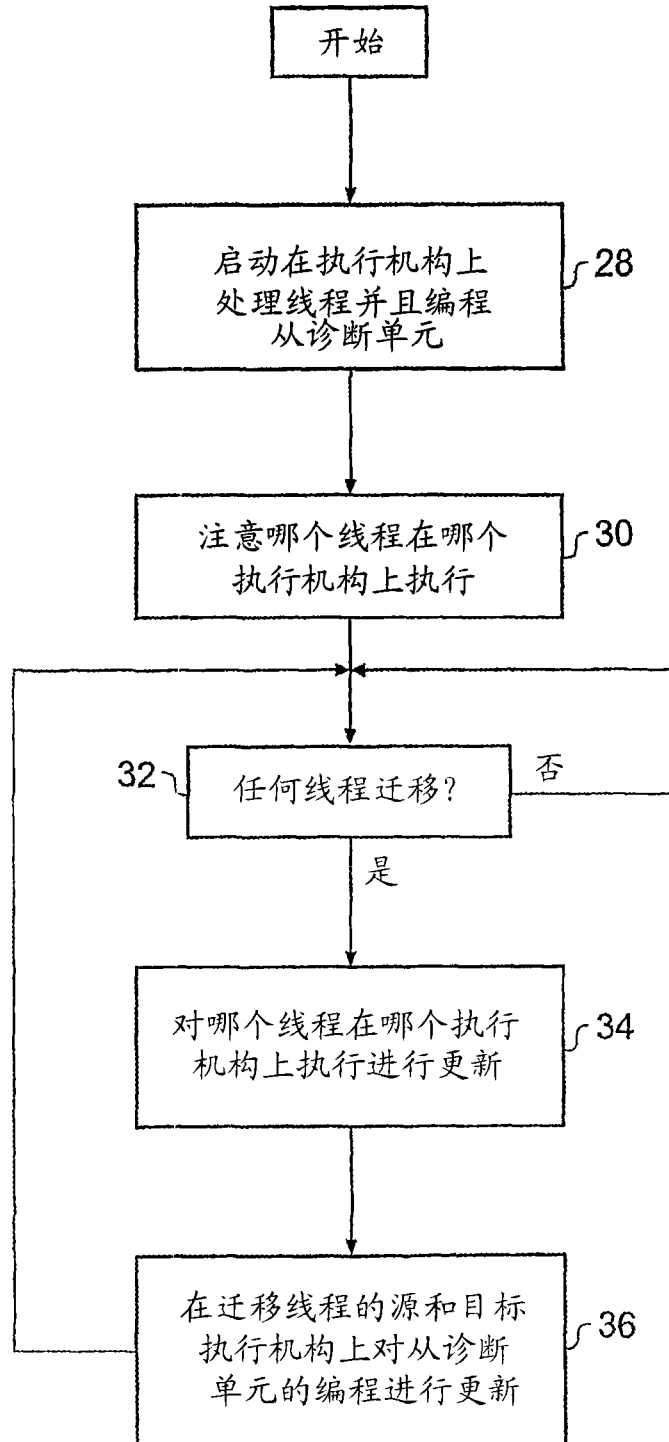 开始
启动在执行机构上
处理线程并且编程
从诊断单元
28
注意哪个线程在哪个
执行机构上执行
30
32
任何线程迁移?
否
是
对哪个线程在哪个执行
机构上执行进行更新
34
在迁移线程的源和目标
执行机构上对从诊断
单元的编程进行更新
36